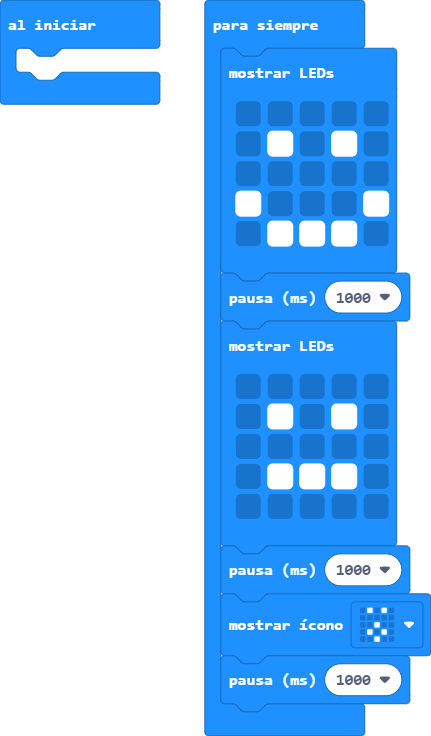 al iniciar
para siempre
mostrar LEDs
pausa (ms) 1000
mostrar LEDs
pausa (ms) 1000
mostrar ícono
pausa (ms) 1000